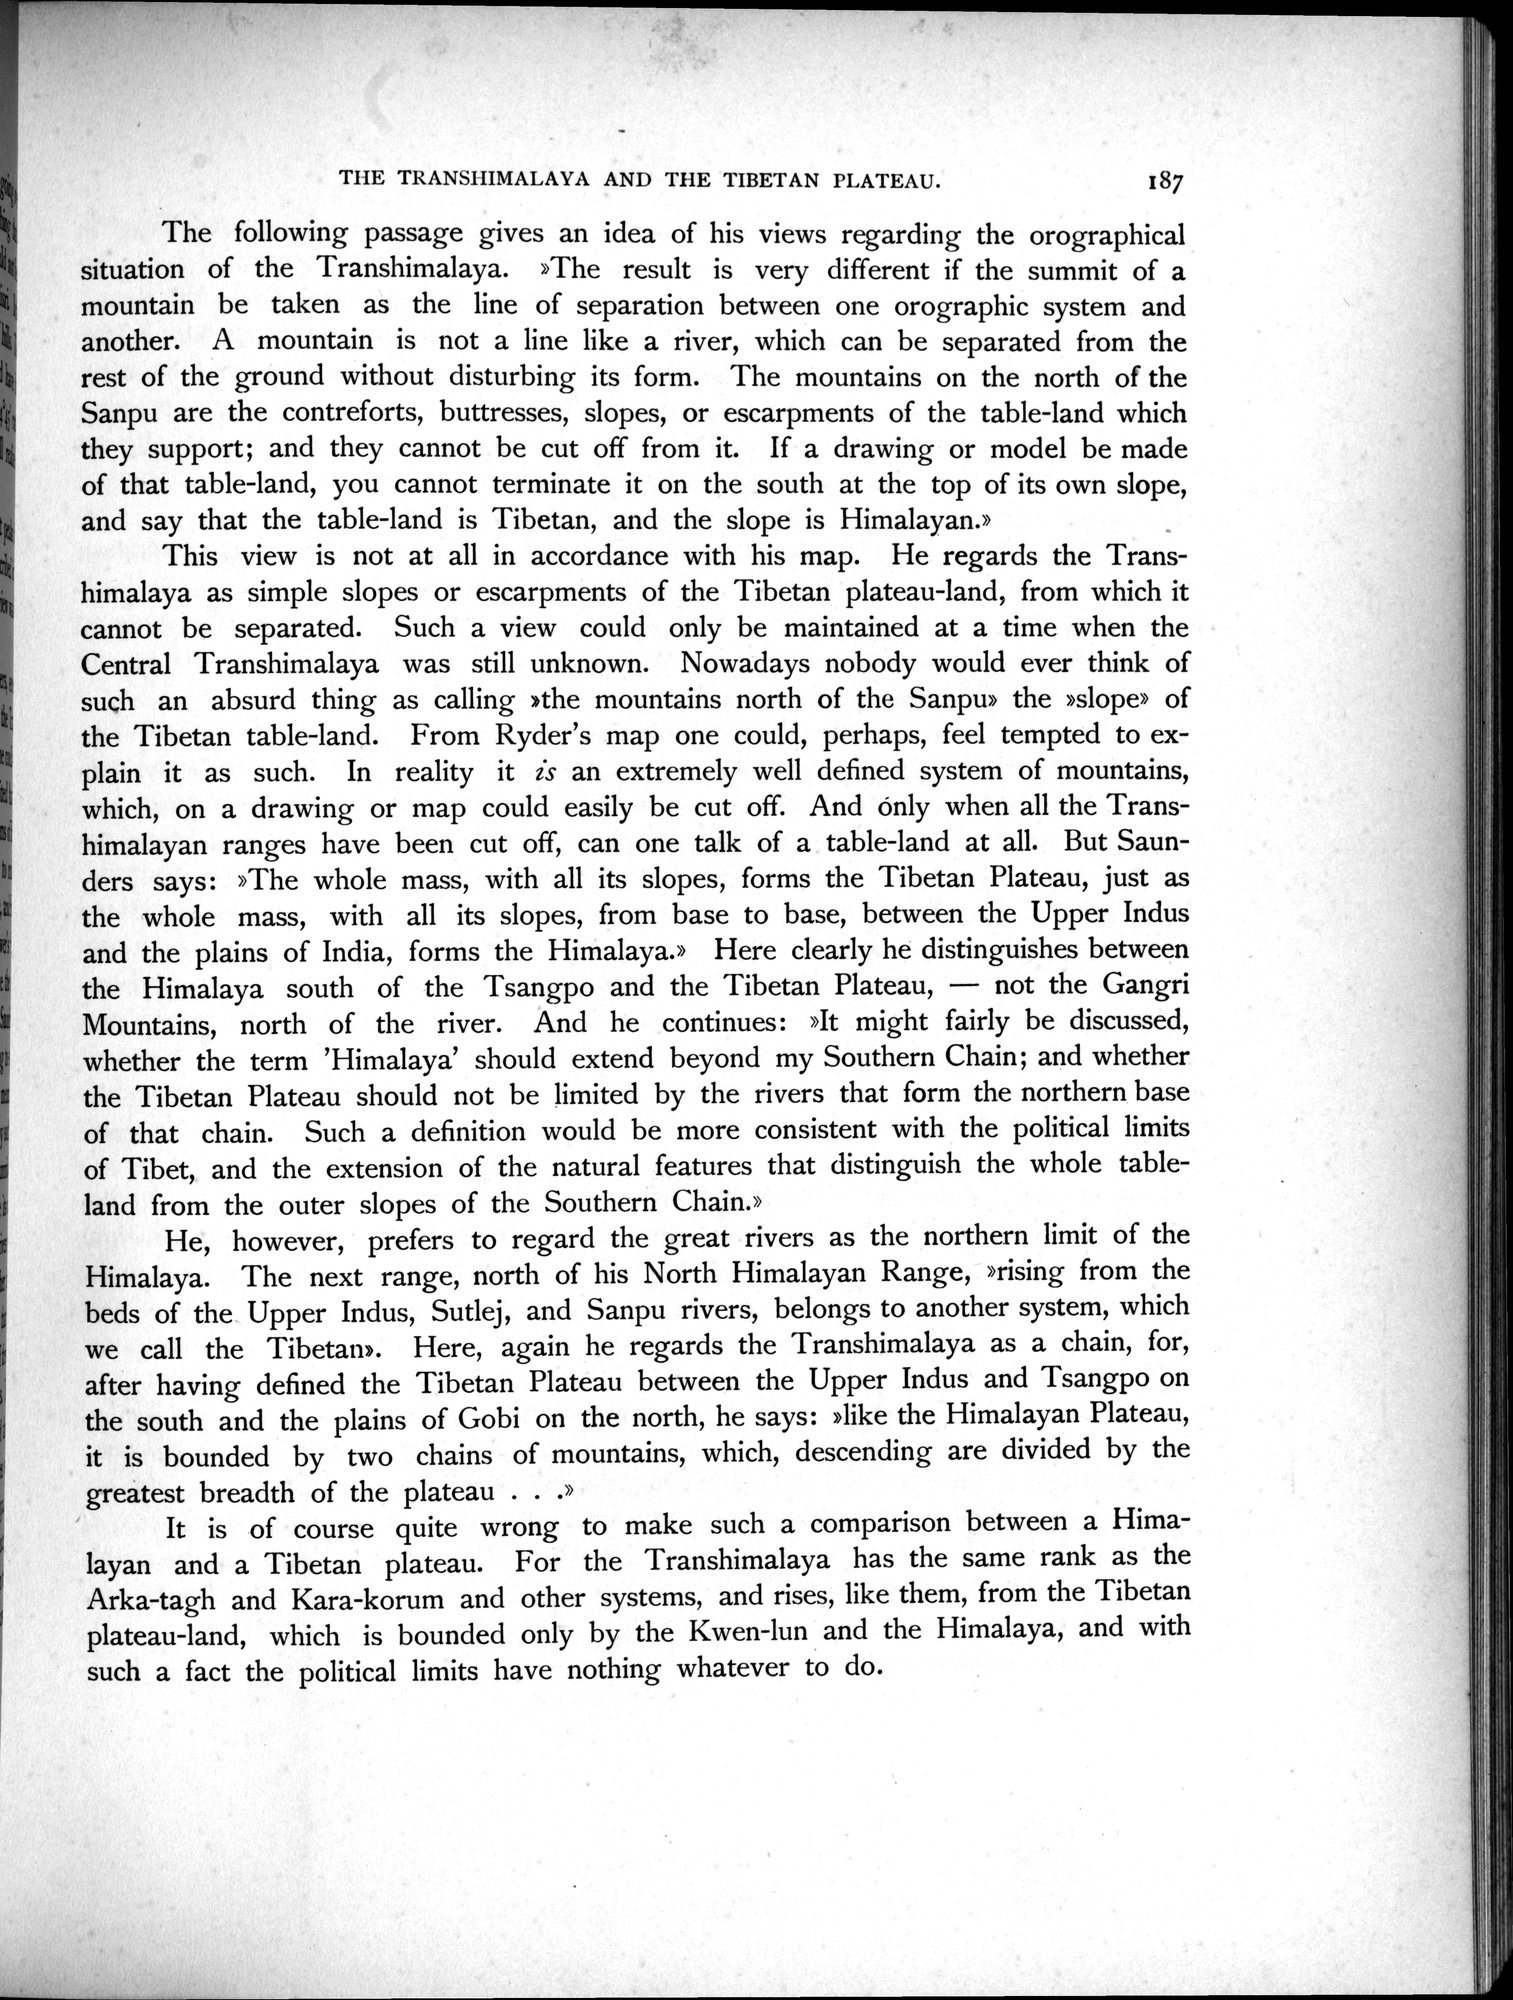 THE TRANSHIMALAYA AND THE TIBETAN PLATEAU. 187
The following passage gives an idea of his views regarding the orographical
situation of the Transhimalaya. »The result is very different if the summit of a
mountain be taken as the line of separation between one orographic system and
another. A mountain is not a line like a river, which can be separated from the
rest of the ground without disturbing its form. The mountains on the north of the
Sanpu are the contreforts, buttresses, slopes, or escarpments of the table-land which
they support; and they cannot be cut off from it. If a drawing or model be made
of that table-land, you cannot terminate it on the south at the top of its own slope,
and say that the table-land is Tibetan, and the slope is Himalayan.»
This view is not at all in accordance with his map. He regards the Trans-
himalaya as simple slopes or escarpments of the Tibetan plateau-land, from which it
cannot be separated. Such a view could only be maintained at a time when the
Central Transhimalaya was still unknown. Nowadays nobody would ever think of
such an absurd thing as calling »the mountains north of the Sanpu» the »slope» of
the Tibetan table-land. From Ryder's map one could, perhaps, feel tempted to ex-
plain it as such. In reality it is an extremely well defined system of mountains,
which, on a drawing or map could easily be cut off. And only when all the Trans-
himalayan ranges have been cut off, can one talk of a table-land at all. But Saun-
ders says: »The whole mass, with all its slopes, forms the Tibetan Plateau, just as
the whole mass, with all its slopes, from base to base, between the Upper Indus
and the plains of India, forms the Himalaya.» Here clearly he distinguishes between
the Himalaya south of the Tsangpo and the Tibetan Plateau, — not the Gangri
Mountains, north of the river. And he continues: »It might fairly be discussed,
whether the term 'Himalaya' should extend beyond my Southern Chain; and whether
the Tibetan Plateau should not be limited by the rivers that form the northern base
of that chain. Such a definition would be more consistent with the political limits
of Tibet, and the extension of the natural features that distinguish the whole table-
land from the outer slopes of the Southern Chain.»
He, however, prefers to regard the great rivers as the northern limit of the
Himalaya. The next range, north of his North Himalayan Range, »rising from the
beds of the Upper Indus, Sutlej, and Sanpu rivers, belongs to another system, which
we call the Tibetan». Here, again he regards the Transhimalaya as a chain, for,
after having defined the Tibetan Plateau between the Upper Indus and Tsangpo on
the south and the plains of Gobi on the north, he says: »like the Himalayan Plateau,
it is bounded by two chains of mountains, which, descending are divided by the
greatest breadth of the plateau . . .»
It is of course quite wrong to make such a comparison between a Hima-
layan and a Tibetan plateau. For the Transhimalaya has the same rank as the
Arka-tagh and Kara-korum and other systems, and rises, like them, from the Tibetan
plateau-land, which is bounded only by the Kwen-lun and the Himalaya, and with
such a fact the political limits have nothing whatever to do.